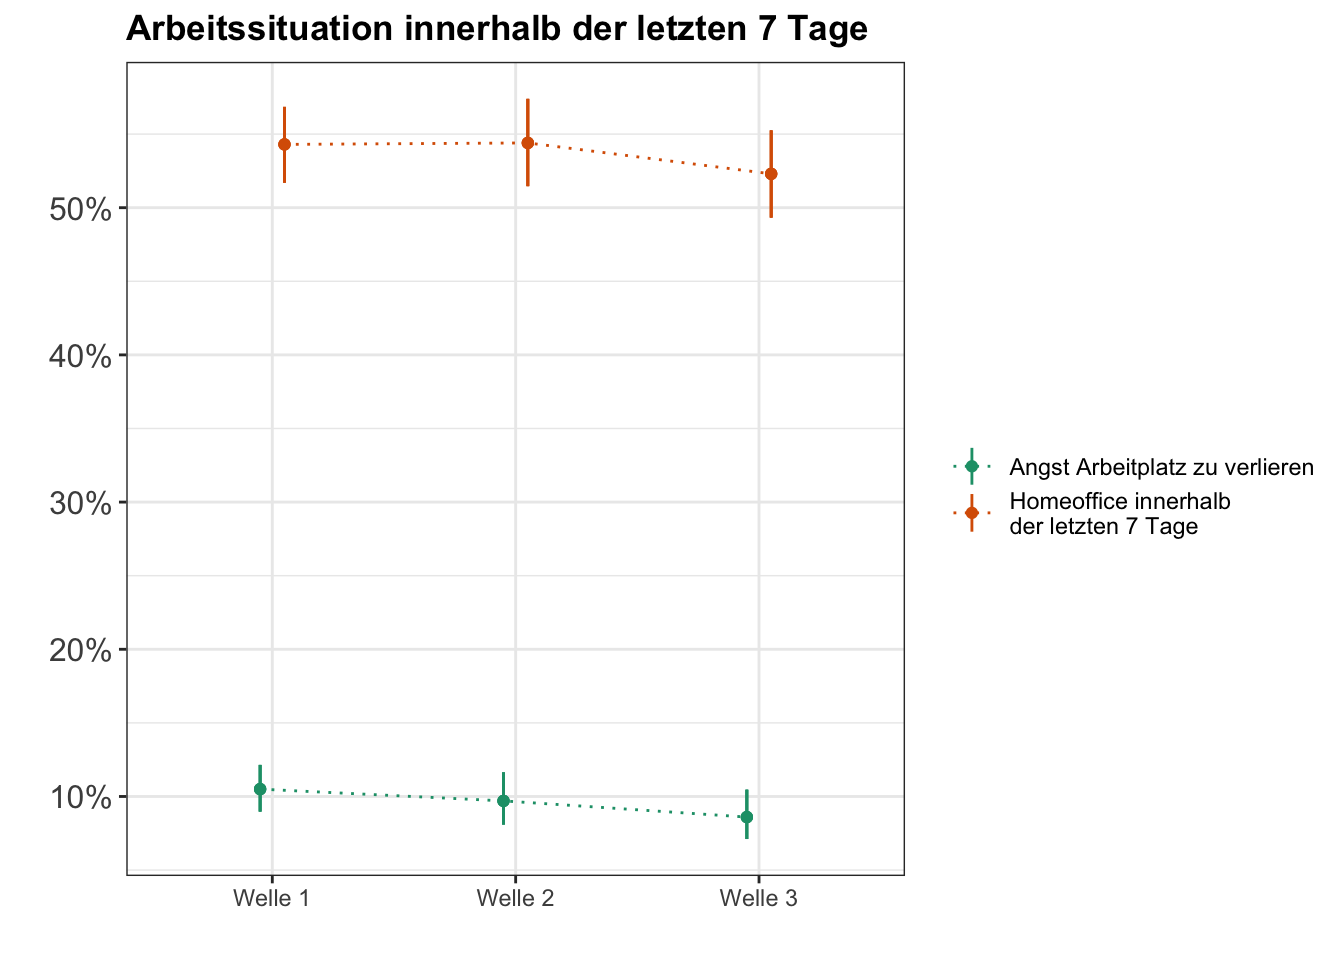 Arbeitssituation innerhalb der letzten 7 Tage
50%
40%
30%
20%
10%
Welle 1
Welle 2
Welle 3
Angst Arbeitplatz zu verlieren
Homeoffice innerhalb
der letzten 7 Tage